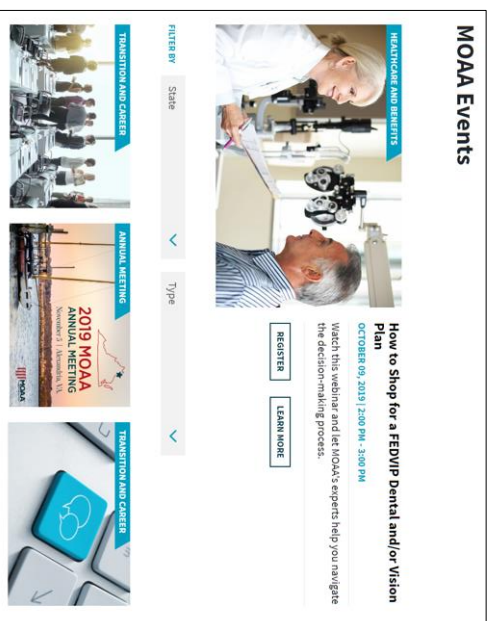 MOAA Events
HEALTHCARE AND BENEFITS
How to Shop for a FEDVIP Dental and/or Vision
Plan
OCTOBER 09, 2019 | 2:00 PM - 3:00 PM
Watch this webinar and let MOAA's experts help you navigate
the decision-making process.
REGISTER
LEARN MORE
FILTER BY
State
Type
TRANSITION AND CAREER
ANNUAL MEETING
2019 MOAA
ANNUAL MEETING
November 5 | Alexandria, VA
MOAA
TRANSITION AND CAREER